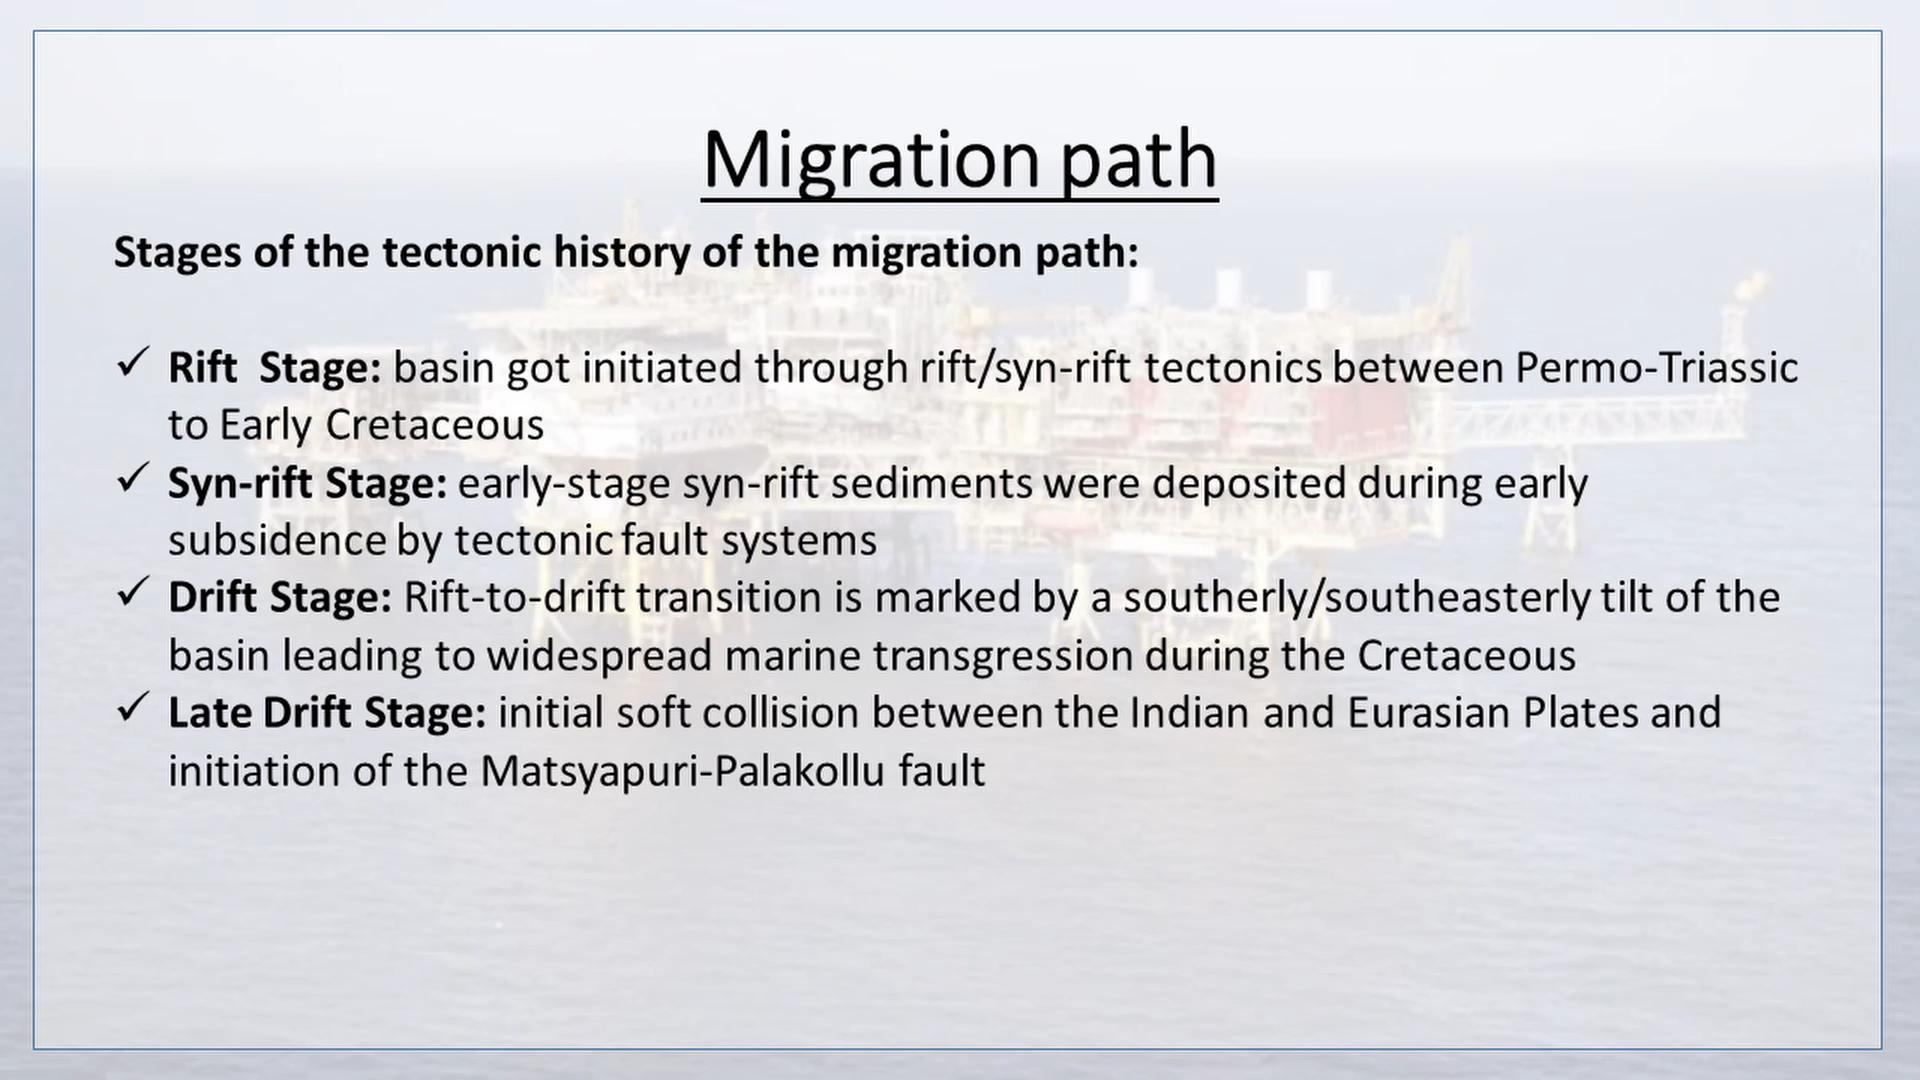 Migration path
Stages of the tectonic history of the migration path:
✓ Rift Stage: basin got initiated through rift/syn-rift tectonics between Permo-Triassic
to Early Cretaceous
✓ Syn-rift Stage: early-stage syn-rift sediments were deposited during early
subsidence by tectonic fault systems
✓ Drift Stage: Rift-to-drift transition is marked by a southerly/southeasterly tilt of the
basin leading to widespread marine transgression during the Cretaceous
✓ Late Drift Stage: initial soft collision between the Indian and Eurasian Plates and
initiation of the Matsyapuri-Palakollu fault